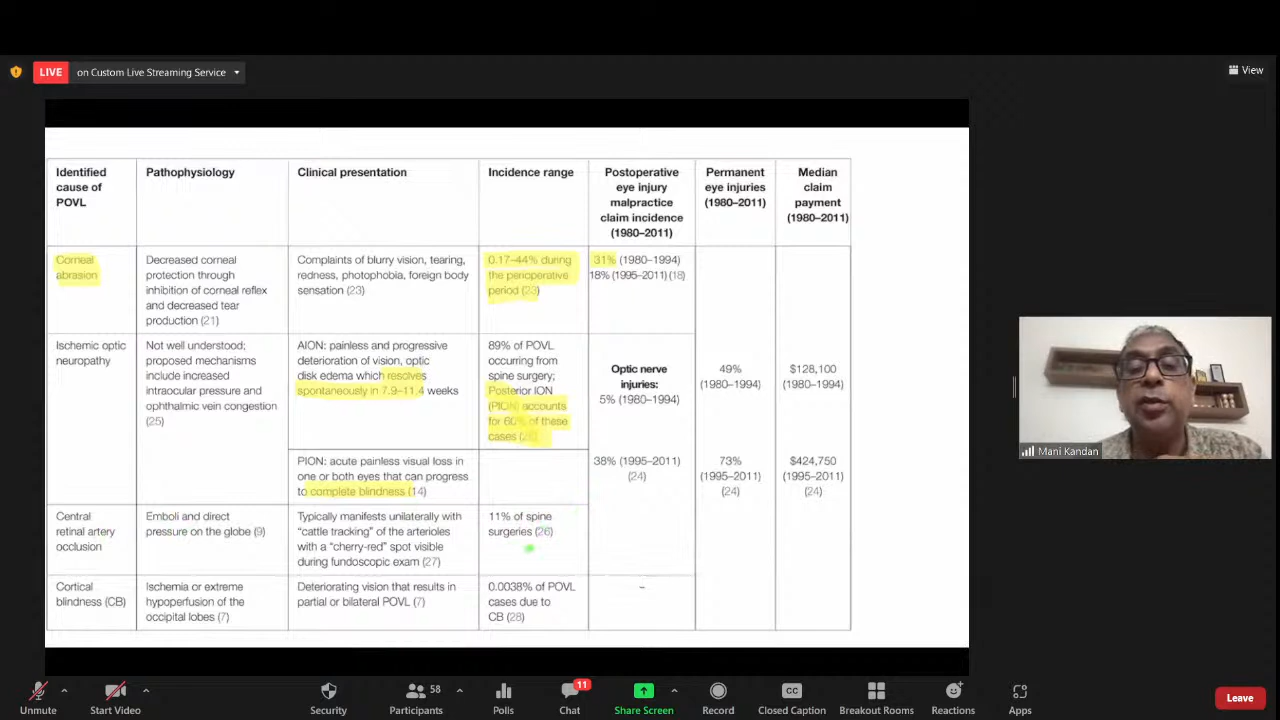 LIVE on Custom Live Streaming Service
View
Identified
cause of
POVL
Pathophysiology
Clinical presentation
Incidence range
Postoperative
eye injury
malpractice
claim incidence
(1980–2011)
Permanent
eye injuries
(1980–2011)
Median
claim
payment
(1980–2011)
Corneal
abrasion
Decreased corneal
protection through
inhibition of corneal reflex
and decreased tear
production (21)
Complaints of blurry vision, tearing,
redness, photophobia, foreign body
sensation (23)
0.17–44% during
the perioperative
period (23)
31% (1980–1994)
18% (1995–2011) (18)
Ischemic optic
neuropathy
Not well understood;
proposed mechanisms
include increased
intraocular pressure and
ophthalmic vein congestion
(25)
AION: painless and progressive
deterioration of vision, optic
disk edema which resolves
spontaneously in 7.9–11.4 weeks
89% of POVL
occurring from
spine surgery;
Posterior ION
(PION) accounts
for 60% of these
cases
Optic nerve
injuries:
5% (1980–1994)
49%
(1980–1994)
$128,100
(1980–1994)
PION: acute painless visual loss in
one or both eyes that can progress
to complete blindness (14)
38% (1995–2011)
(24)
73%
(1995–2011)
(24)
$424,750
(1995–2011)
(24)
Central
retinal artery
occlusion
Emboli and direct
pressure on the globe (9)
Typically manifests unilaterally with
“cattle tracking” of the arterioles
with a “cherry-red” spot visible
during fundoscopic exam (27)
11% of spine
surgeries (26)
Cortical
blindness (CB)
Ischemia or extreme
hypoperfusion of the
occipital lobes (7)
Deteriorating vision that results in
partial or bilateral POVL (7)
0.0038% of POVL
cases due to
CB (28)
–
Mani Kandan
Unmute
Start Video
Security
58
Participants
Polls
11
Chat
Share Screen
Record
CC
Closed Caption
Breakout Rooms
Reactions
Apps
Leave